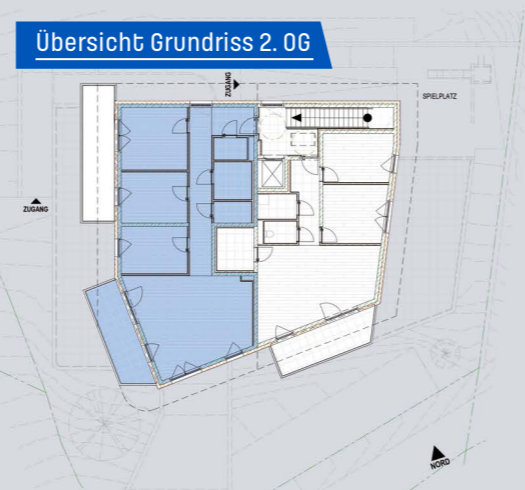 Übersicht Grundriss 2. OG
ZUGANG
SPIELPLATZ
ZUGANG
NORD